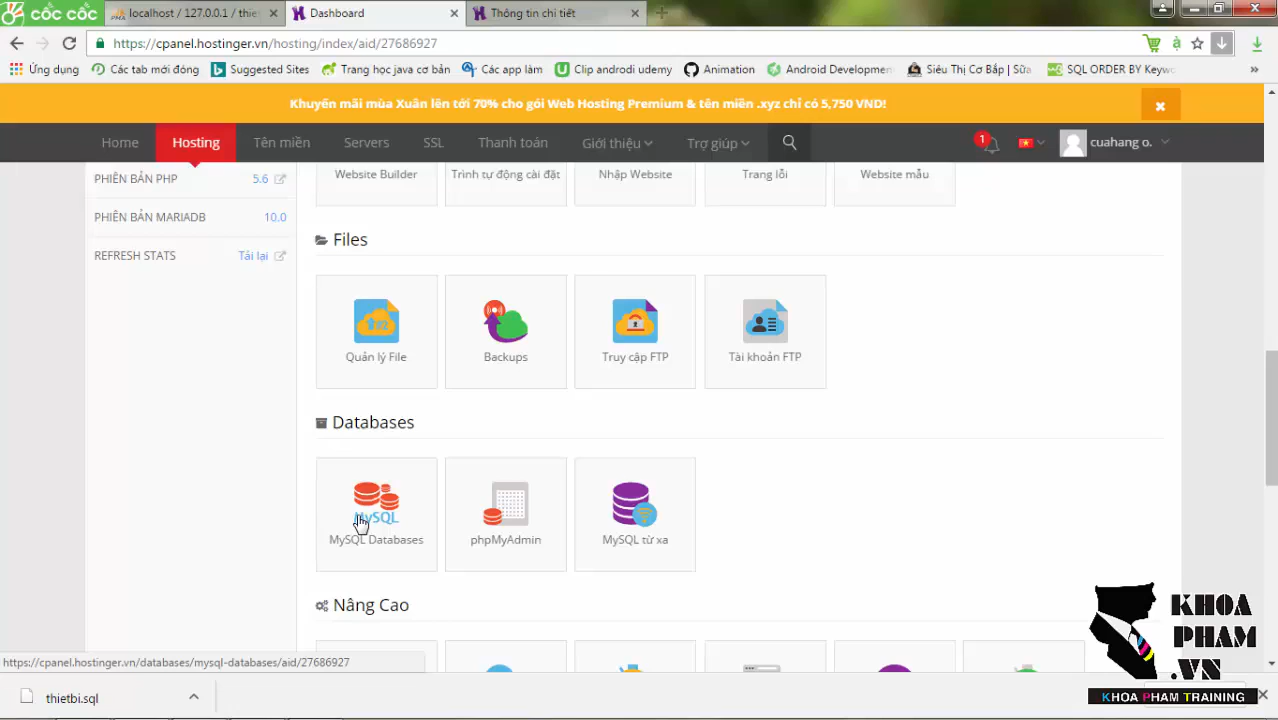 CỐC CỐC
localhost / 127.0.0.1 / thiet
Dashboard
Thông tin chi tiết
https://cpanel.hostinger.vn/hosting/index/aid/27686927
Ứng dụng
Các tab mới đóng
Suggested Sites
Trang học java cơ bản
Các app làm
Clip androdi udemy
Animation
Android Developmen
Siêu Thị Cơ Bắp | Sữa
SQL ORDER BY Keywo
Khuyến mãi mùa Xuân lên tới 70% cho gói Web Hosting Premium & tên miền .xyz chỉ có 5,750 VND!
Home
Hosting
Tên miền
Servers
SSL
Thanh toán
Giới thiệu
Trợ giúp
1
cuahang o.
PHIÊN BẢN PHP
5.6
PHIÊN BẢN MARIADB
10.0
REFRESH STATS
Tải lại
Website Builder
Trình tự động cài đặt
Nhập Website
Trang lỗi
Website mẫu
Files
Quản lý File
Backups
Truy cập FTP
Tài khoản FTP
Databases
MySQL
MySQL Databases
phpMyAdmin
MySQL từ xa
Nâng Cao
https://cpanel.hostinger.vn/databases/mysql-databases/aid/27686927
thietbi.sql
KHOA
PHAM
.VN
KHOA PHAM TRAINING